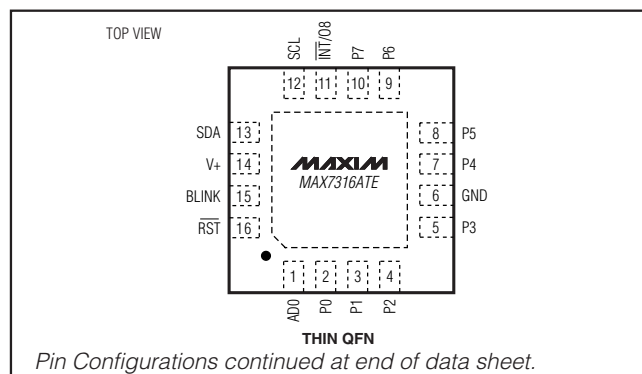 TOP VIEW
SCL
INT/O8
P7
P6
12
11
10
9
SDA 13
8 P5
V+ 14
MAXIM
7 P4
MAX7316ATE
BLINK 15
6 GND
RST 16
5 P3
1
2
3
4
AD0
P0
P1
P2
THIN QFN
Pin Configurations continued at end of data sheet.